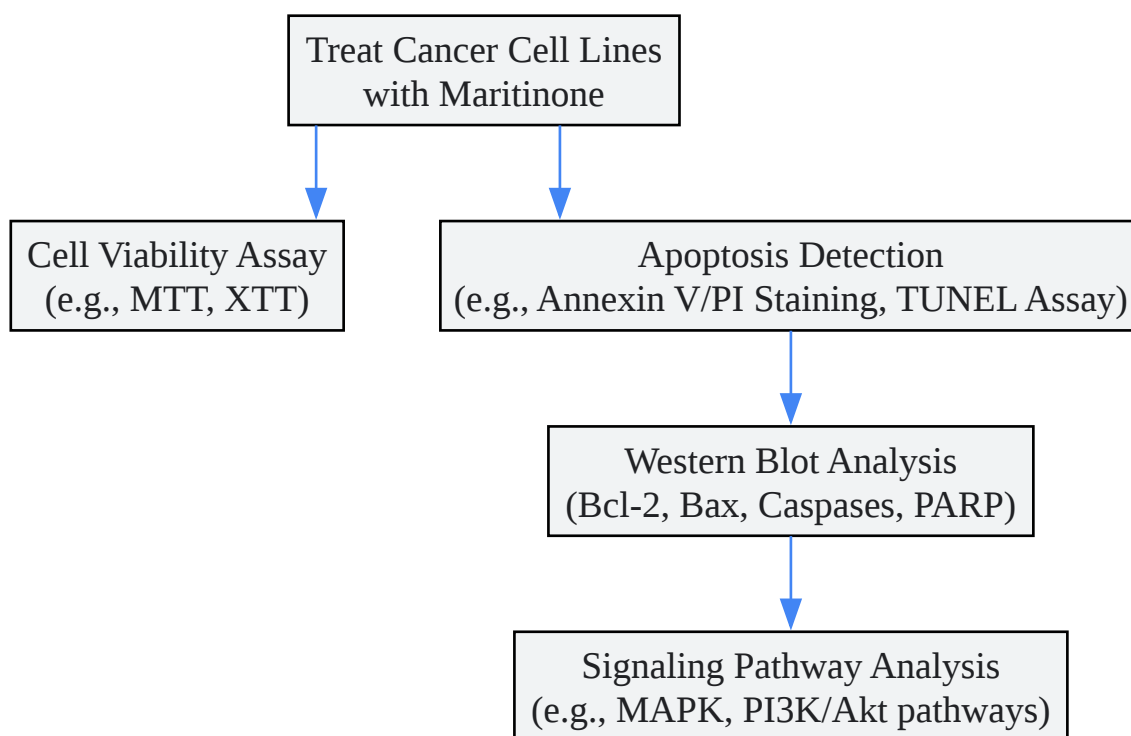 Treat Cancer Cell Lines
with Maritinone
Cell Viability Assay
(e.g., MTT, XTT)
Apoptosis Detection
(e.g., Annexin V/PI Staining, TUNEL Assay)
Western Blot Analysis
(Bcl-2, Bax, Caspases, PARP)
Signaling Pathway Analysis
(e.g., MAPK, PI3K/Akt pathways)